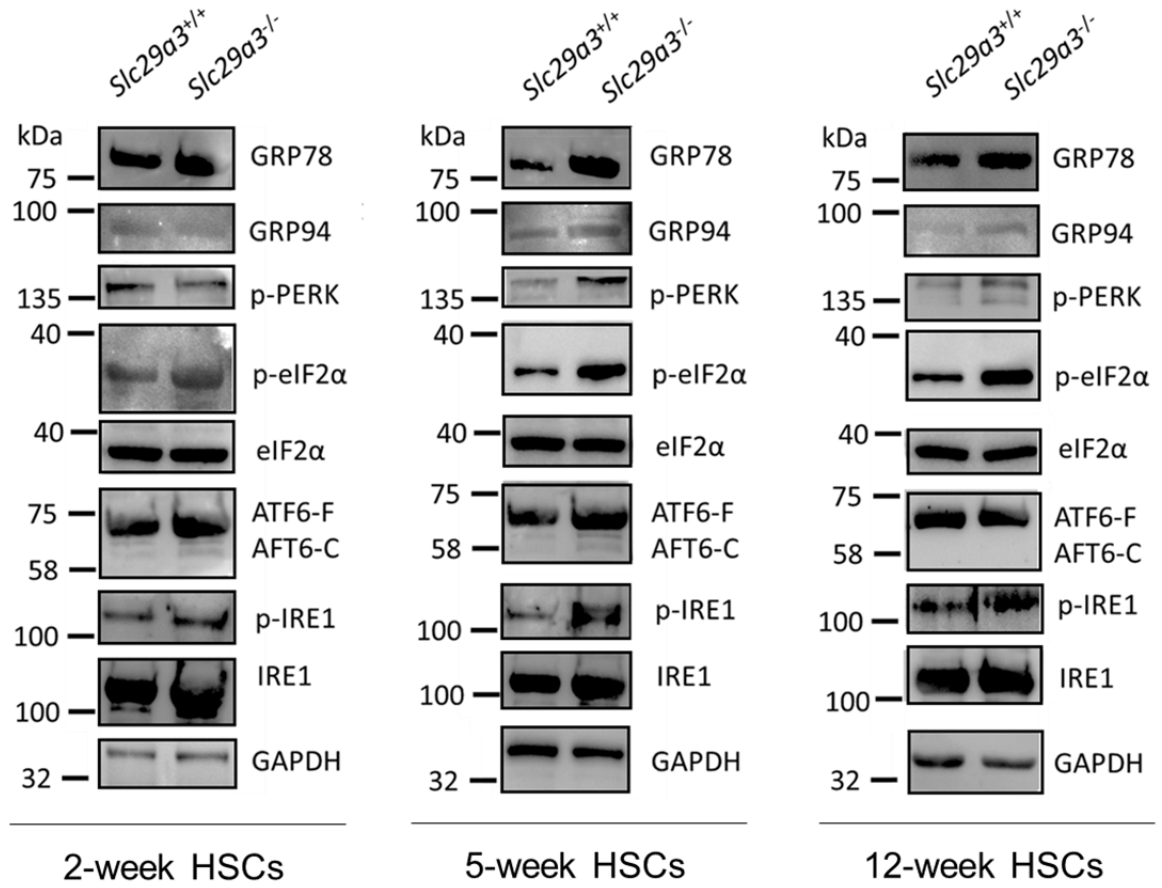 Slc29a3+/+ Slc29a3-/-
kDa
75 GRP78
100 GRP94
135 p-PERK
40 p-eIF2α
40 eIF2α
75 ATF6-F
58 AFT6-C
100 p-IRE1
100 IRE1
32 GAPDH
2-week HSCs
Slc29a3+/+ Slc29a3-/-
kDa
75 GRP78
100 GRP94
135 p-PERK
40 p-eIF2α
40 eIF2α
75 ATF6-F
58 AFT6-C
100 p-IRE1
100 IRE1
32 GAPDH
5-week HSCs
Slc29a3+/+ Slc29a3-/-
kDa
75 GRP78
100 GRP94
135 p-PERK
40 p-eIF2α
40 eIF2α
75 ATF6-F
58 AFT6-C
100 p-IRE1
100 IRE1
32 GAPDH
12-week HSCs